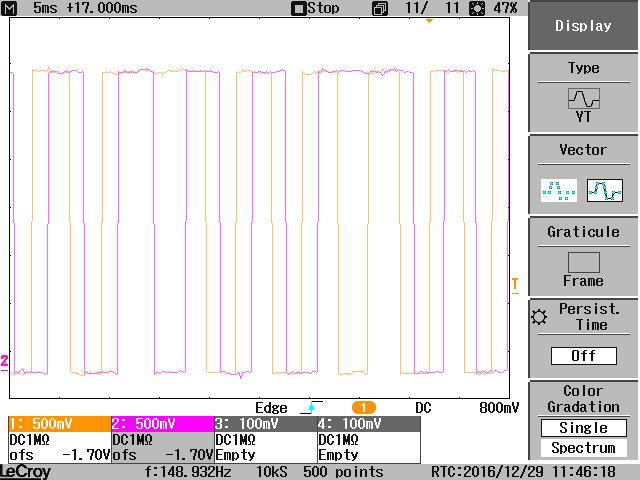 M 5ms +17.000ms Stop 11/ 11 47%
Display
Type
YT
Vector
Graticule
Frame
T
Persist.
Time
Off
2
Edge 1 DC 800mV
Color
Gradation
Single
Spectrum
1: 500mV 2: 500mV 3: 100mV 4: 100mV
DC1MΩ DC1MΩ DC1MΩ DC1MΩ
ofs -1.70V ofs -1.70V Empty Empty
LeCroy f:148.932Hz 10kS 500 points RTC:2016/12/29 11:46:18